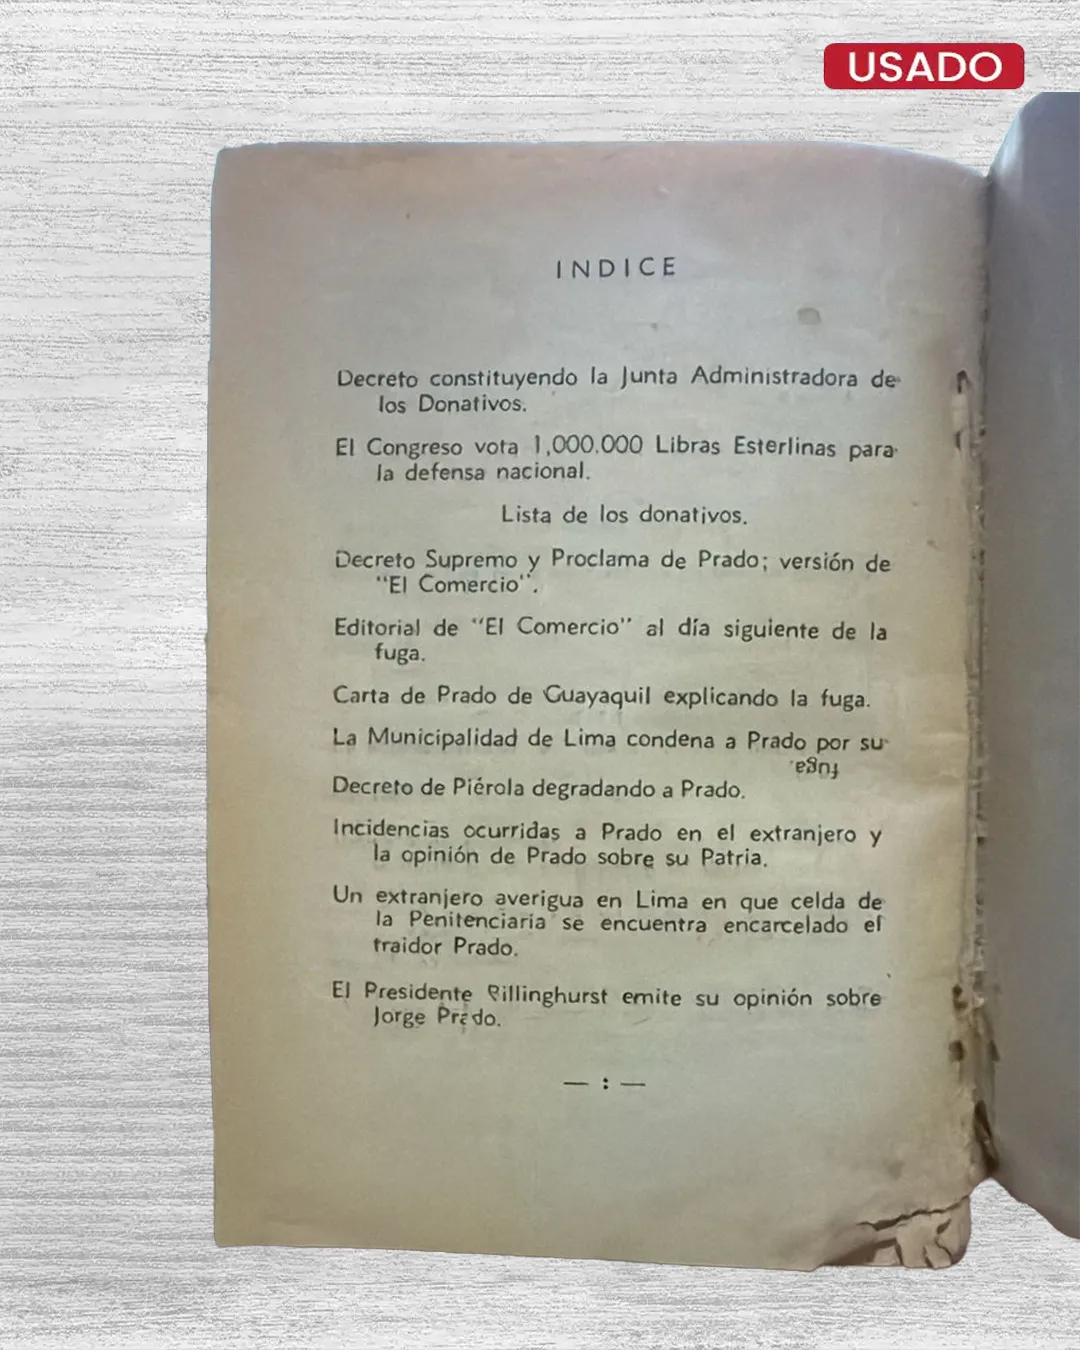 USADO
INDICE
Decreto constituyendo la Junta Administradora de
los Donativos.
El Congreso vota 1,000.000 Libras Esterlinas para
la defensa nacional.
Lista de los donativos.
Decreto Supremo y Proclama de Prado; versión de
"El Comercio".
Editorial de "El Comercio" al día siguiente de la
fuga.
Carta de Prado de Guayaquil explicando la fuga.
La Municipalidad de Lima condena a Prado por su
fuga.
Decreto de Piérola degradando a Prado.
Incidencias ocurridas a Prado en el extranjero y
la opinión de Prado sobre su Patria.
Un extranjero averigua en Lima en que celda de
la Penitenciaria se encuentra encarcelado el
traidor Prado.
El Presidente Billinghurst emite su opinión sobre
Jorge Prado.
— : —